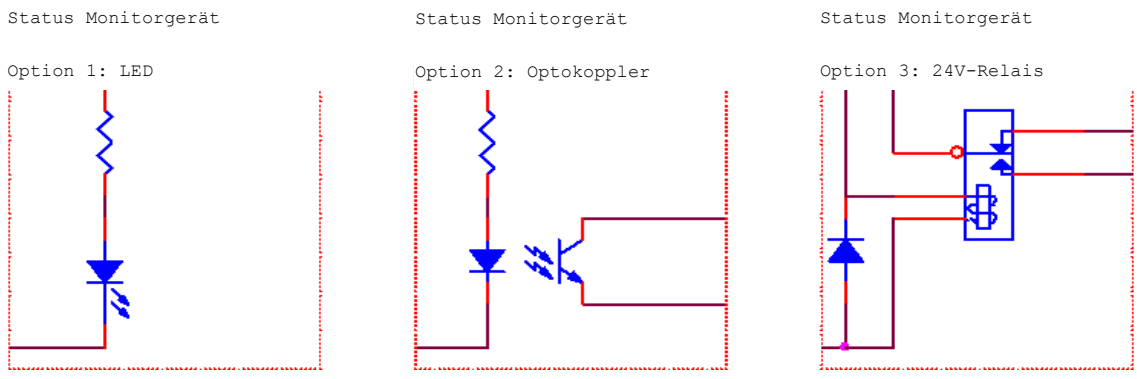 Status Monitorgerät
Option 1: LED
Status Monitorgerät
Option 2: Optokoppler
Status Monitorgerät
Option 3: 24V-Relais